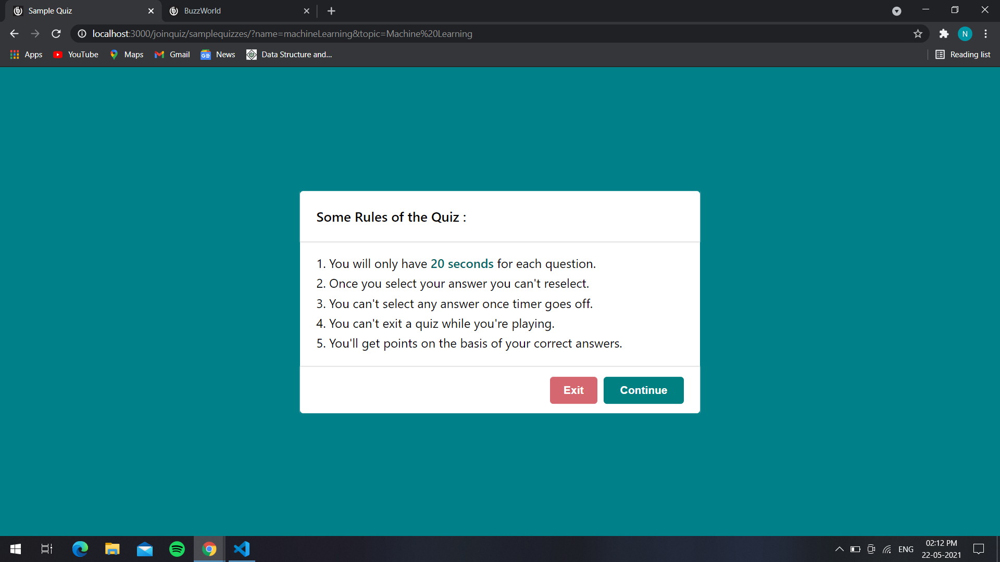 Sample Quiz
BuzzWorld
localhost:3000/joinquiz/samplequizzes/?name=machineLearning&topic=Machine%20Learning
N
Apps
YouTube
Maps
Gmail
GE
News
Data Structure and...
Reading list
Some Rules of the Quiz :
1. You will only have 20 seconds for each question.
2. Once you select your answer you can't reselect.
3. You can't select any answer once timer goes off.
4. You can't exit a quiz while you're playing.
5. You'll get points on the basis of your correct answers.
Exit
Continue
ENG
02:12 PM
22-05-2021